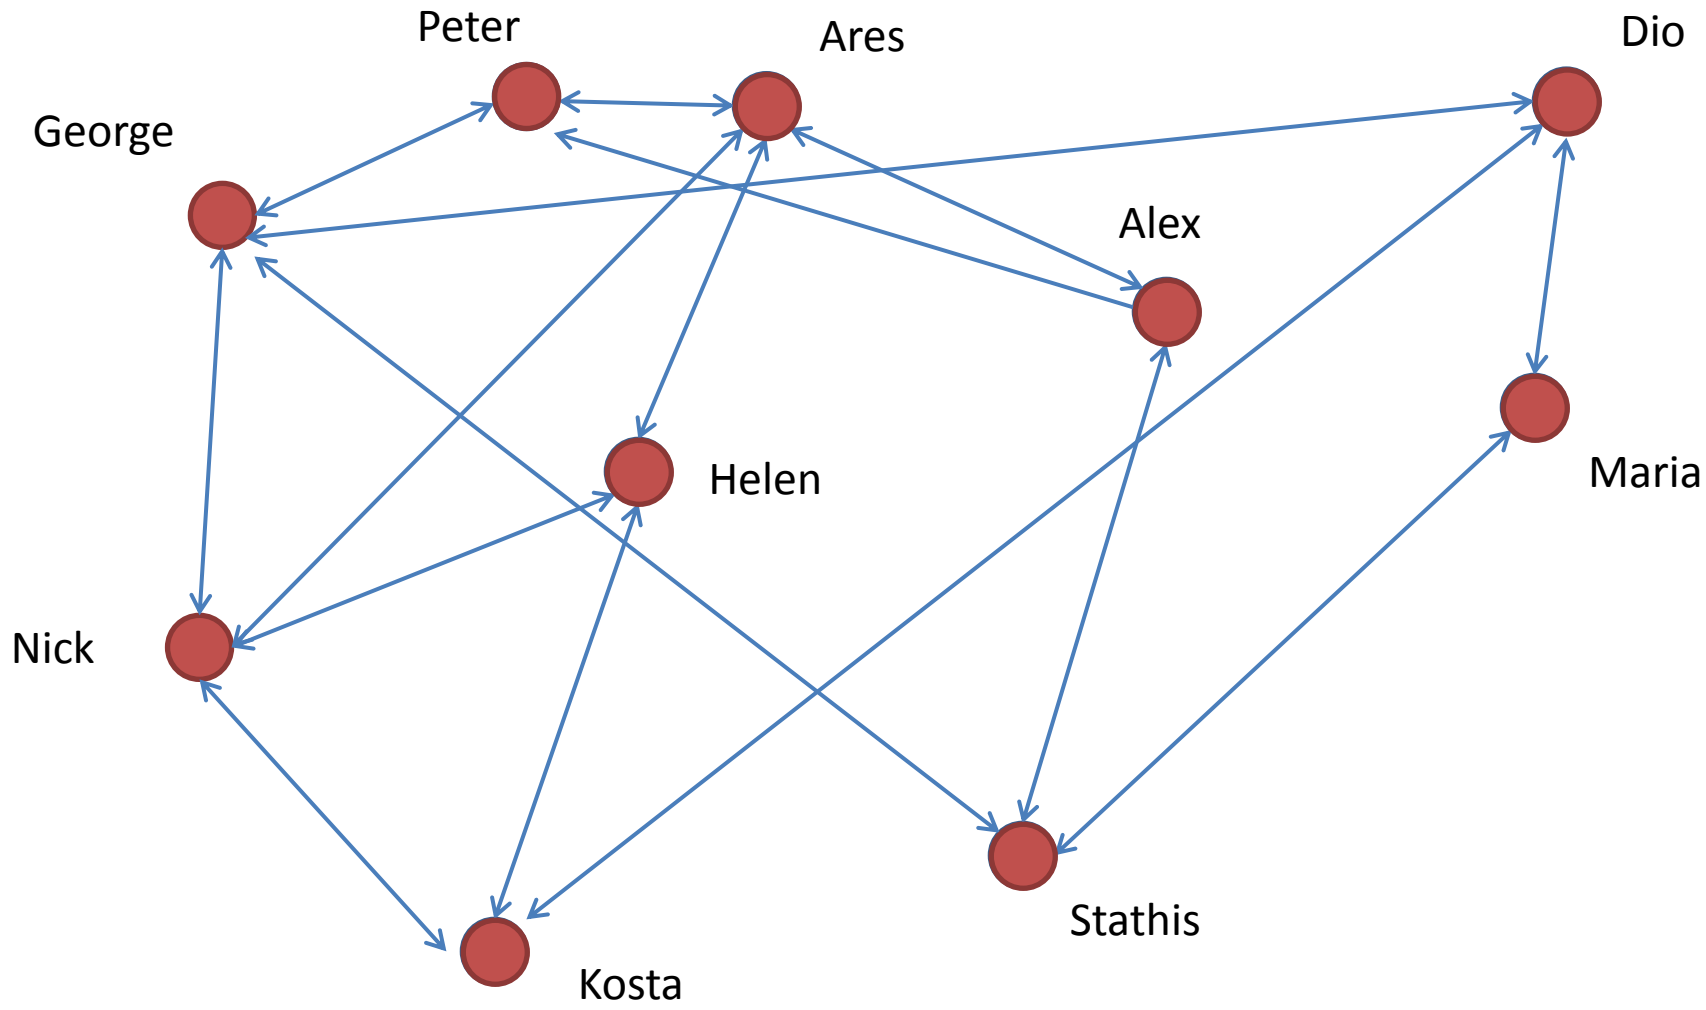 Peter
Ares
Dio
George
Alex
Helen
Maria
Nick
Stathis
Kosta